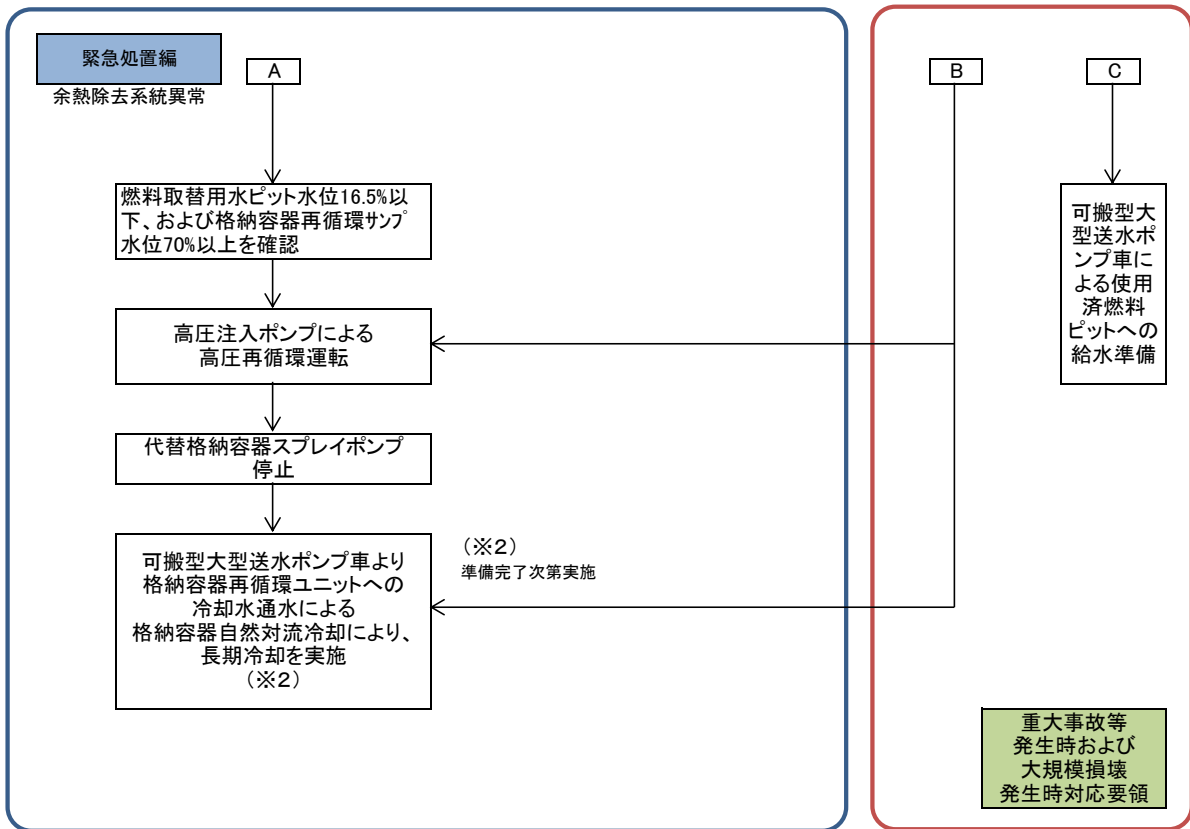 緊急処置編
余熱除去系統異常
A
燃料取替用水ピット水位16.5%以
下、および格納容器再循環サンプ
水位70%以上を確認
高圧注入ポンプによる
高圧再循環運転
代替格納容器スプレイポンプ
停止
可搬型大型送水ポンプ車より
格納容器再循環ユニットへの
冷却水通水による
格納容器自然対流冷却により、
長期冷却を実施
(※2)
(※2)
準備完了次第実施
B
C
可搬型大
型送水ポ
ンプ車に
よる使用
済燃料
ピットへの
給水準備
重大事故等
発生時および
大規模損壊
発生時対応要領